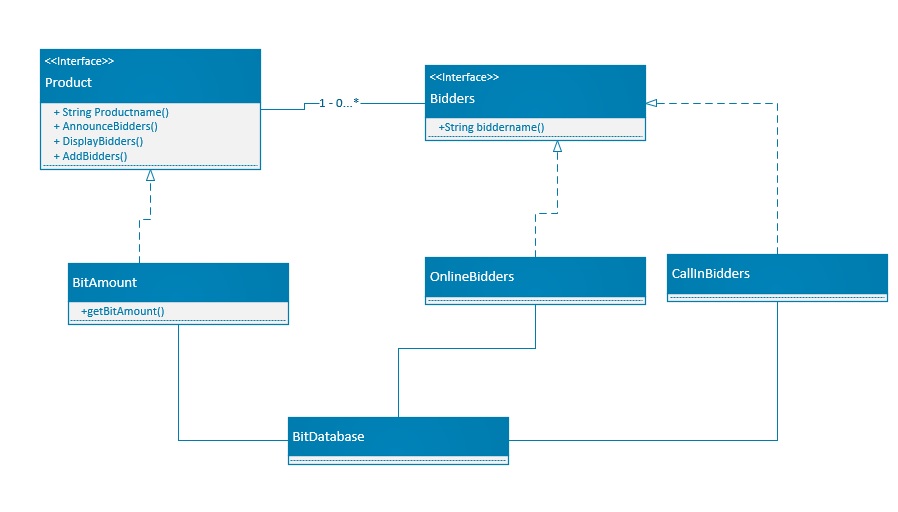 <<Interface>>
Product
+ String Productname()
+ AnnounceBidders()
+ DisplayBidders()
+ AddBidders()
1 - 0...*
<<Interface>>
Bidders
+String biddername()
BitAmount
+getBitAmount()
OnlineBidders
CallInBidders
BitDatabase